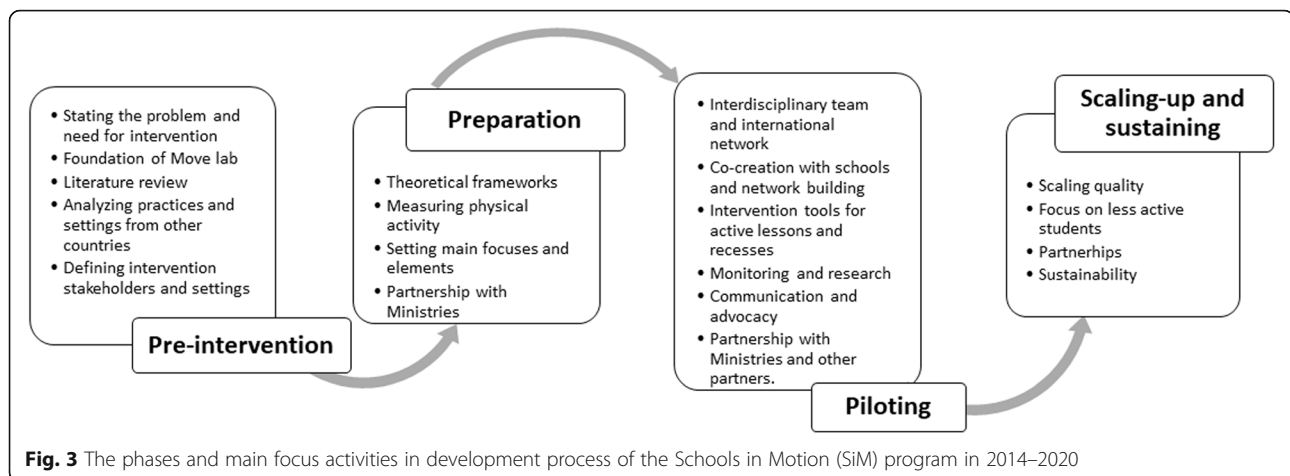 • Stating the problem and
need for intervention
• Foundation of Move lab
• Literature review
• Analyzing practices and
settings from other
countries
• Defining intervention
stakeholders and settings
Pre-intervention
Preparation
• Theoretical frameworks
• Measuring physical
activity
• Setting main focuses and
elements
• Partnership with
Ministries
• Interdisciplinary team
and international
network
• Co-creation with schools
and network building
• Intervention tools for
active lessons and
recesses
• Monitoring and research
• Communication and
advocacy
• Partnership with
Ministries and other
partners.
Piloting
Scaling-up and
sustaining
• Scaling quality
• Focus on less active
students
• Partnerhips
• Sustainability
Fig. 3 The phases and main focus activities in development process of the Schools in Motion (SiM) program in 2014–2020